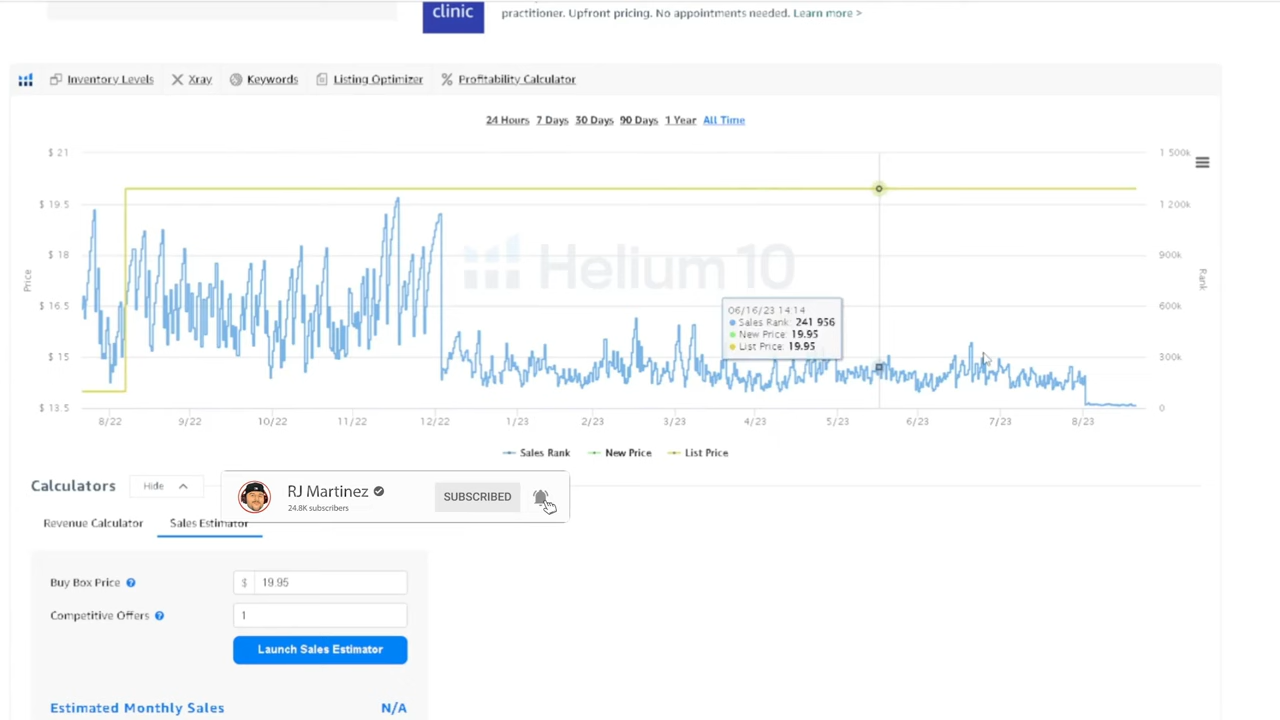 clinic
practitioner. Upfront pricing. No appointments needed. Learn more >
Inventory Levels Xray Keywords Listing Optimizer Profitability Calculator
24 Hours 7 Days 30 Days 90 Days 1 Year All Time
$ 21
$ 19.5
$ 18
$ 16.5
$ 15
$ 13.5
Price
1 500k
1 200k
900k
600k
300k
0
Rank
Helium 10
06/16/23 14:14
Sales Rank: 241 956
New Price: 19.95
List Price: 19.95
8/22 9/22 10/22 11/22 12/22 1/23 2/23 3/23 4/23 5/23 6/23 7/23 8/23
Sales Rank New Price List Price
Calculators Hide
RJ Martinez
24.8K subscribers
SUBSCRIBED
Revenue Calculator Sales Estimator
Buy Box Price $ 19.95
Competitive Offers 1
Launch Sales Estimator
Estimated Monthly Sales N/A